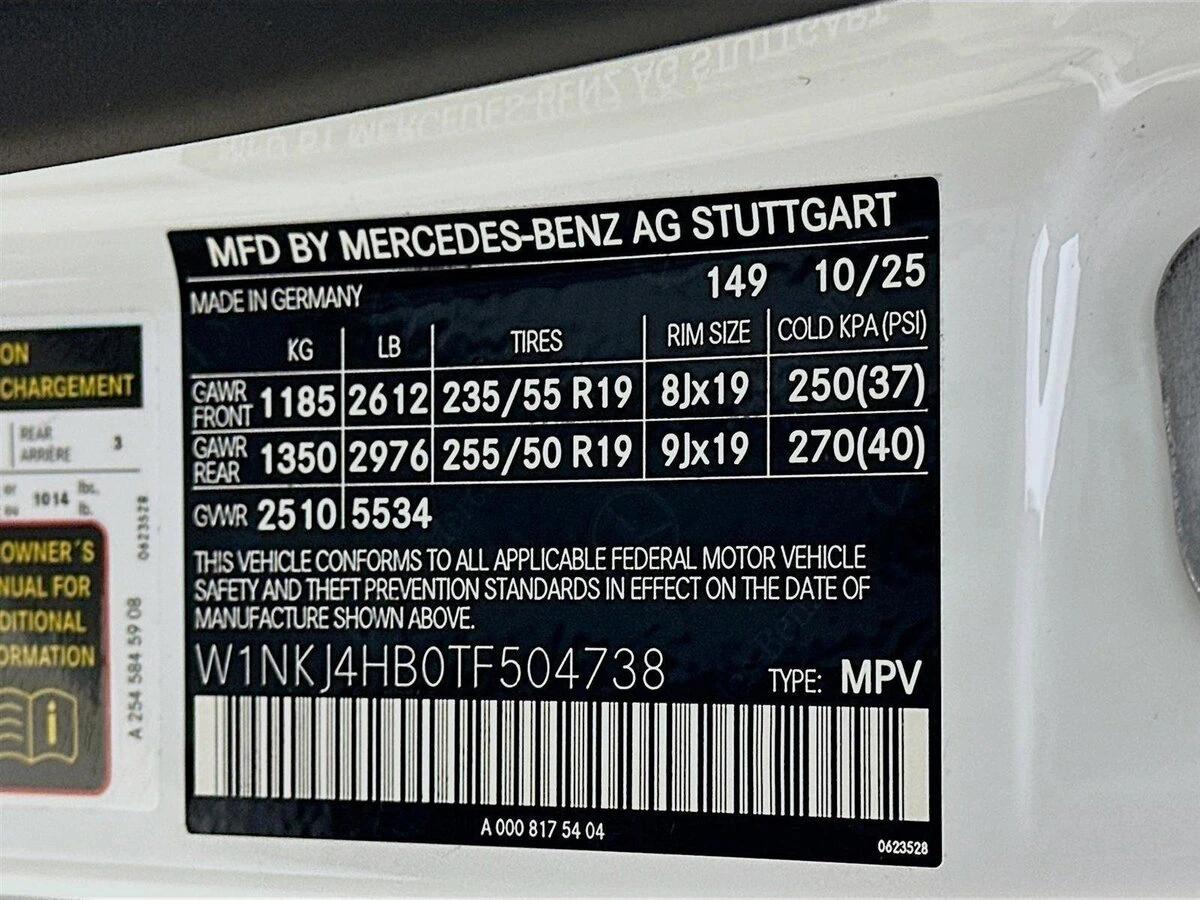 MFD BY MERCEDES-BENZ AG STUTTGART
MADE IN GERMANY 149 10/25
KG LB TIRES RIM SIZE COLD KPA (PSI)
GAWR FRONT 1185 2612 235/55 R19 8Jx19 250(37)
GAWR REAR 1350 2976 255/50 R19 9Jx19 270(40)
GVWR 2510 5534
THIS VEHICLE CONFORMS TO ALL APPLICABLE FEDERAL MOTOR VEHICLE
SAFETY AND THEFT PREVENTION STANDARDS IN EFFECT ON THE DATE OF
MANUFACTURE SHOWN ABOVE.
W1NKJ4HB0TF504738 TYPE: MPV
A 000 817 54 04
0623528
ON
CHARGEMENT
REAR
ARRIÈRE 3
or 1014 lbs.
ou lb.
OWNER´S
NUAL FOR
DITIONAL
ORMATION
i
A 254 584 59 08
0623528